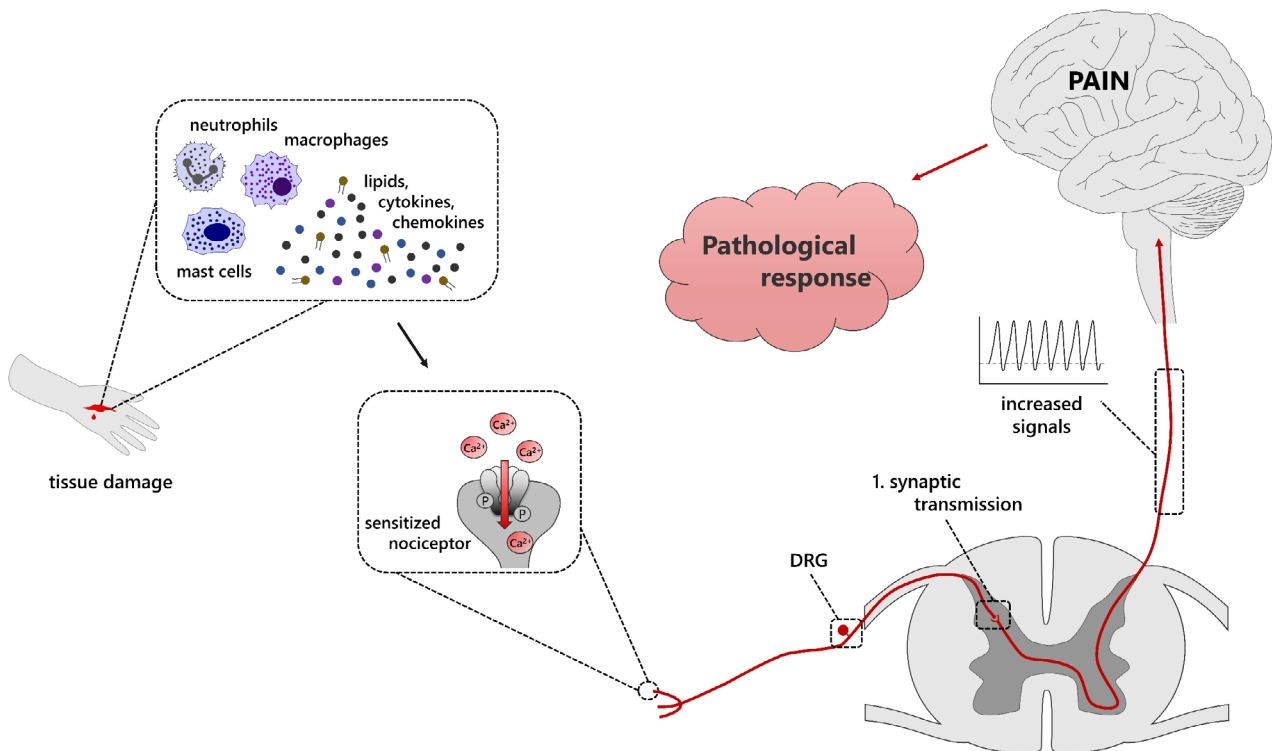 neutrophils
macrophages
lipids,
cytokines,
chemokines
mast cells
tissue damage
Ca²⁺
Ca²⁺
Ca²⁺
P
P
Ca²⁺
sensitized
nociceptor
PAIN
Pathological
response
increased
signals
1. synaptic
transmission
DRG